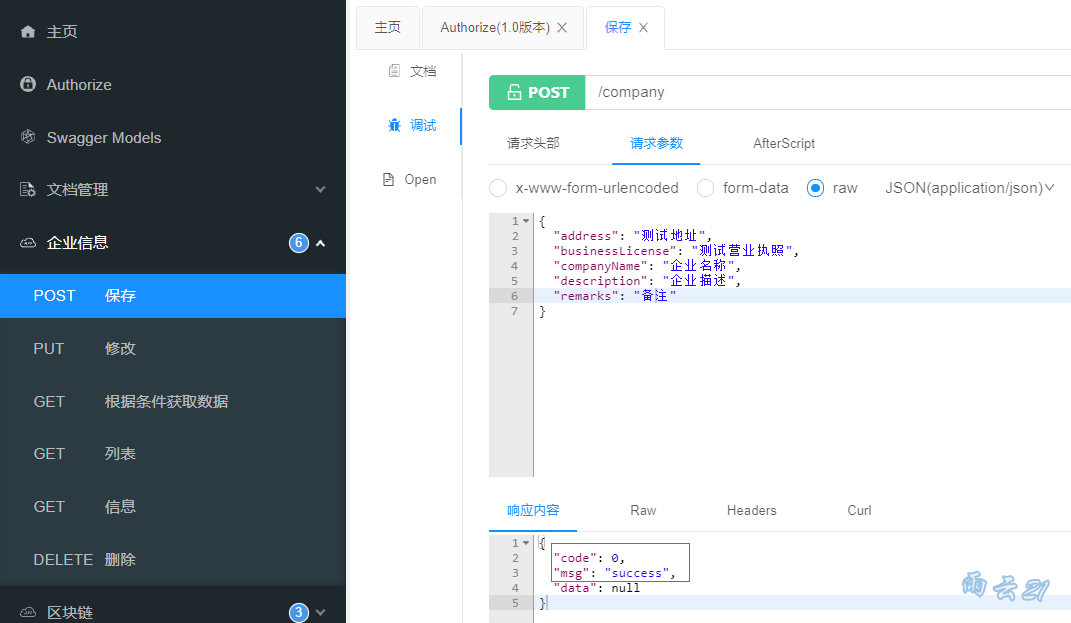 主页
Authorize
Swagger Models
文档管理
企业信息 6
POST 保存
PUT 修改
GET 根据条件获取数据
GET 列表
GET 信息
DELETE 删除
区块链 3
主页 Authorize(1.0版本) 保存
文档
调试
Open
POST /company
请求头部 请求参数 AfterScript
x-www-form-urlencoded form-data raw JSON(application/json)
1 {
2 "address": "测试地址",
3 "businessLicense": "测试营业执照",
4 "companyName": "企业名称",
5 "description": "企业描述",
6 "remarks": "备注"
7 }
响应内容 Raw Headers Curl
1 {
2 "code": 0,
3 "msg": "success",
4 "data": null
5 }
雨云21